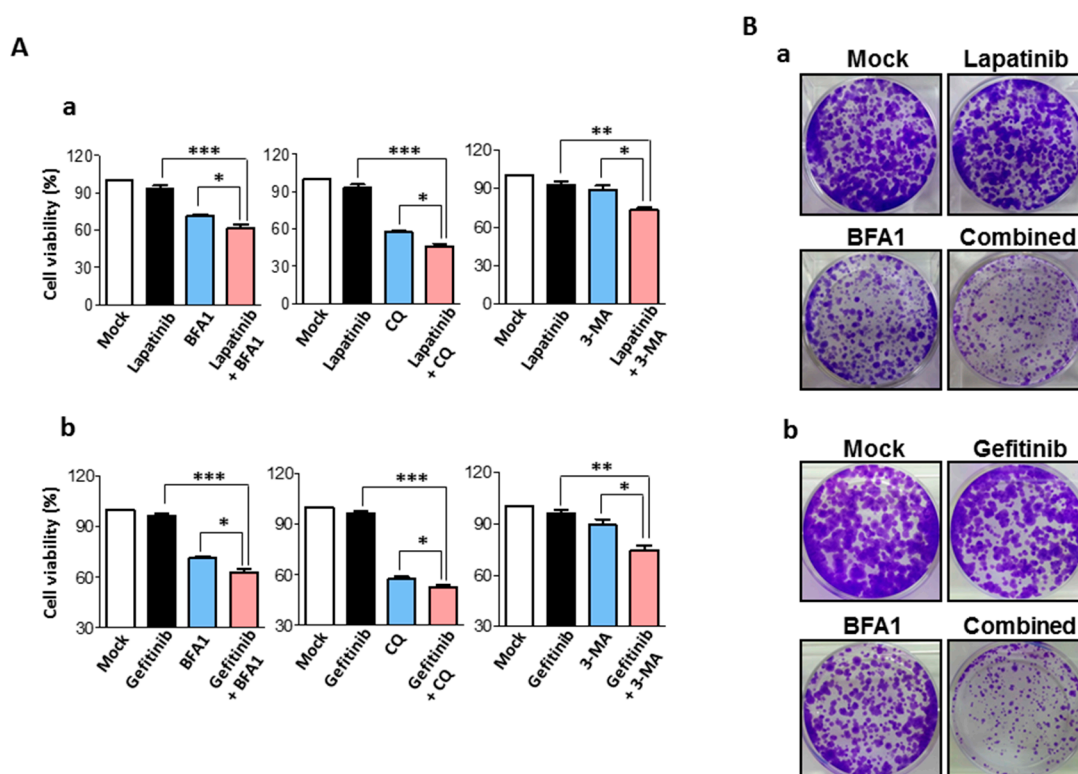 A
a
Cell viability (%)
120
90
60
30
0
***
*
Mock
Lapatinib
BFA1
Lapatinib
+ BFA1
120
90
60
30
0
***
*
Mock
Lapatinib
CQ
Lapatinib
+ CQ
120
90
60
30
0
**
*
Mock
Lapatinib
3-MA
Lapatinib
+ 3-MA
b
Cell viability (%)
120
90
60
30
***
*
Mock
Gefitinib
BFA1
Gefitinib
+ BFA1
120
90
60
30
***
*
Mock
Gefitinib
CQ
Gefitinib
+ CQ
120
90
60
30
**
*
Mock
Gefitinib
3-MA
Gefitinib
+ 3-MA
B
a
Mock Lapatinib
BFA1 Combined
b
Mock Gefitinib
BFA1 Combined